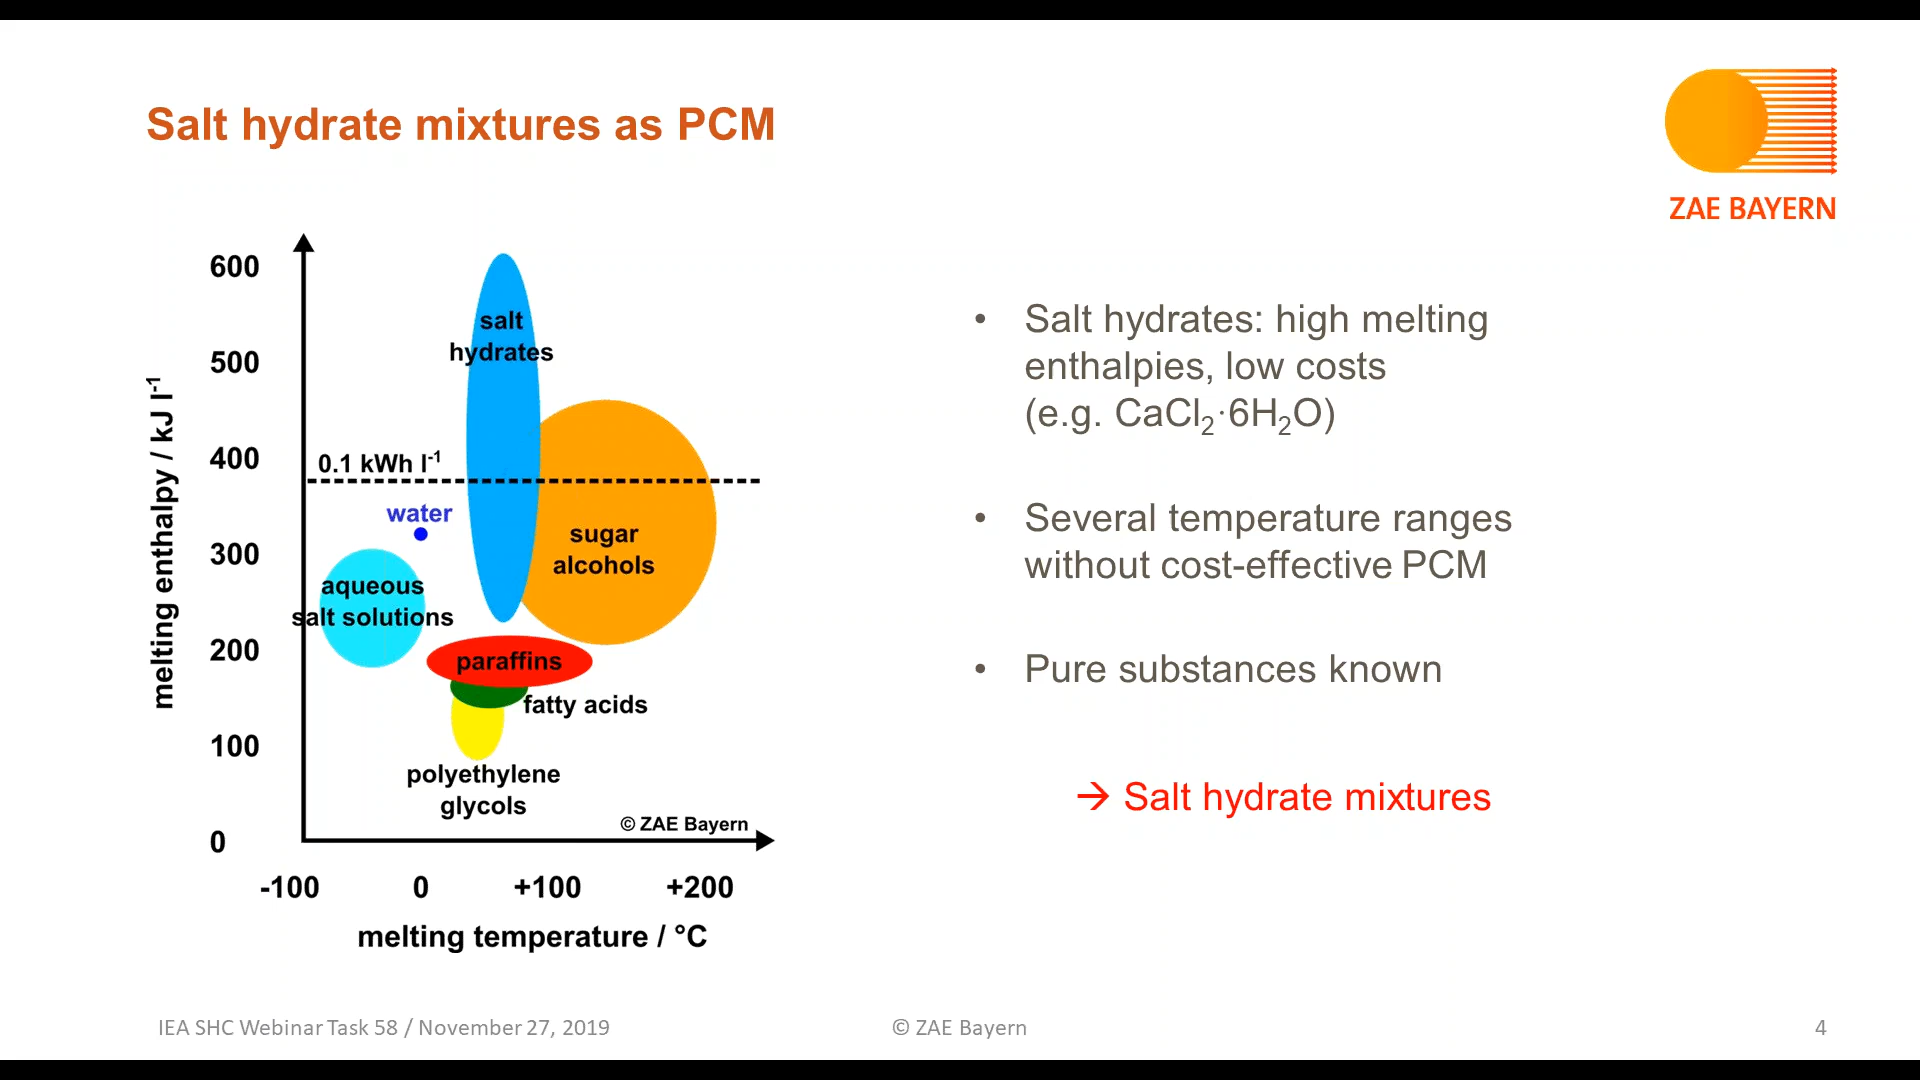 Salt hydrate mixtures as PCM
ZAE BAYERN
melting enthalpy / kJ l⁻¹
600
500
400
300
200
100
0
salt
hydrates
0.1 kWh l⁻¹
water
sugar
alcohols
aqueous
salt solutions
paraffins
fatty acids
polyethylene
glycols
© ZAE Bayern
-100 0 +100 +200
melting temperature / °C
• Salt hydrates: high melting
enthalpies, low costs
(e.g. CaCl₂·6H₂O)
• Several temperature ranges
without cost-effective PCM
• Pure substances known
→ Salt hydrate mixtures
IEA SHC Webinar Task 58 / November 27, 2019
© ZAE Bayern
4